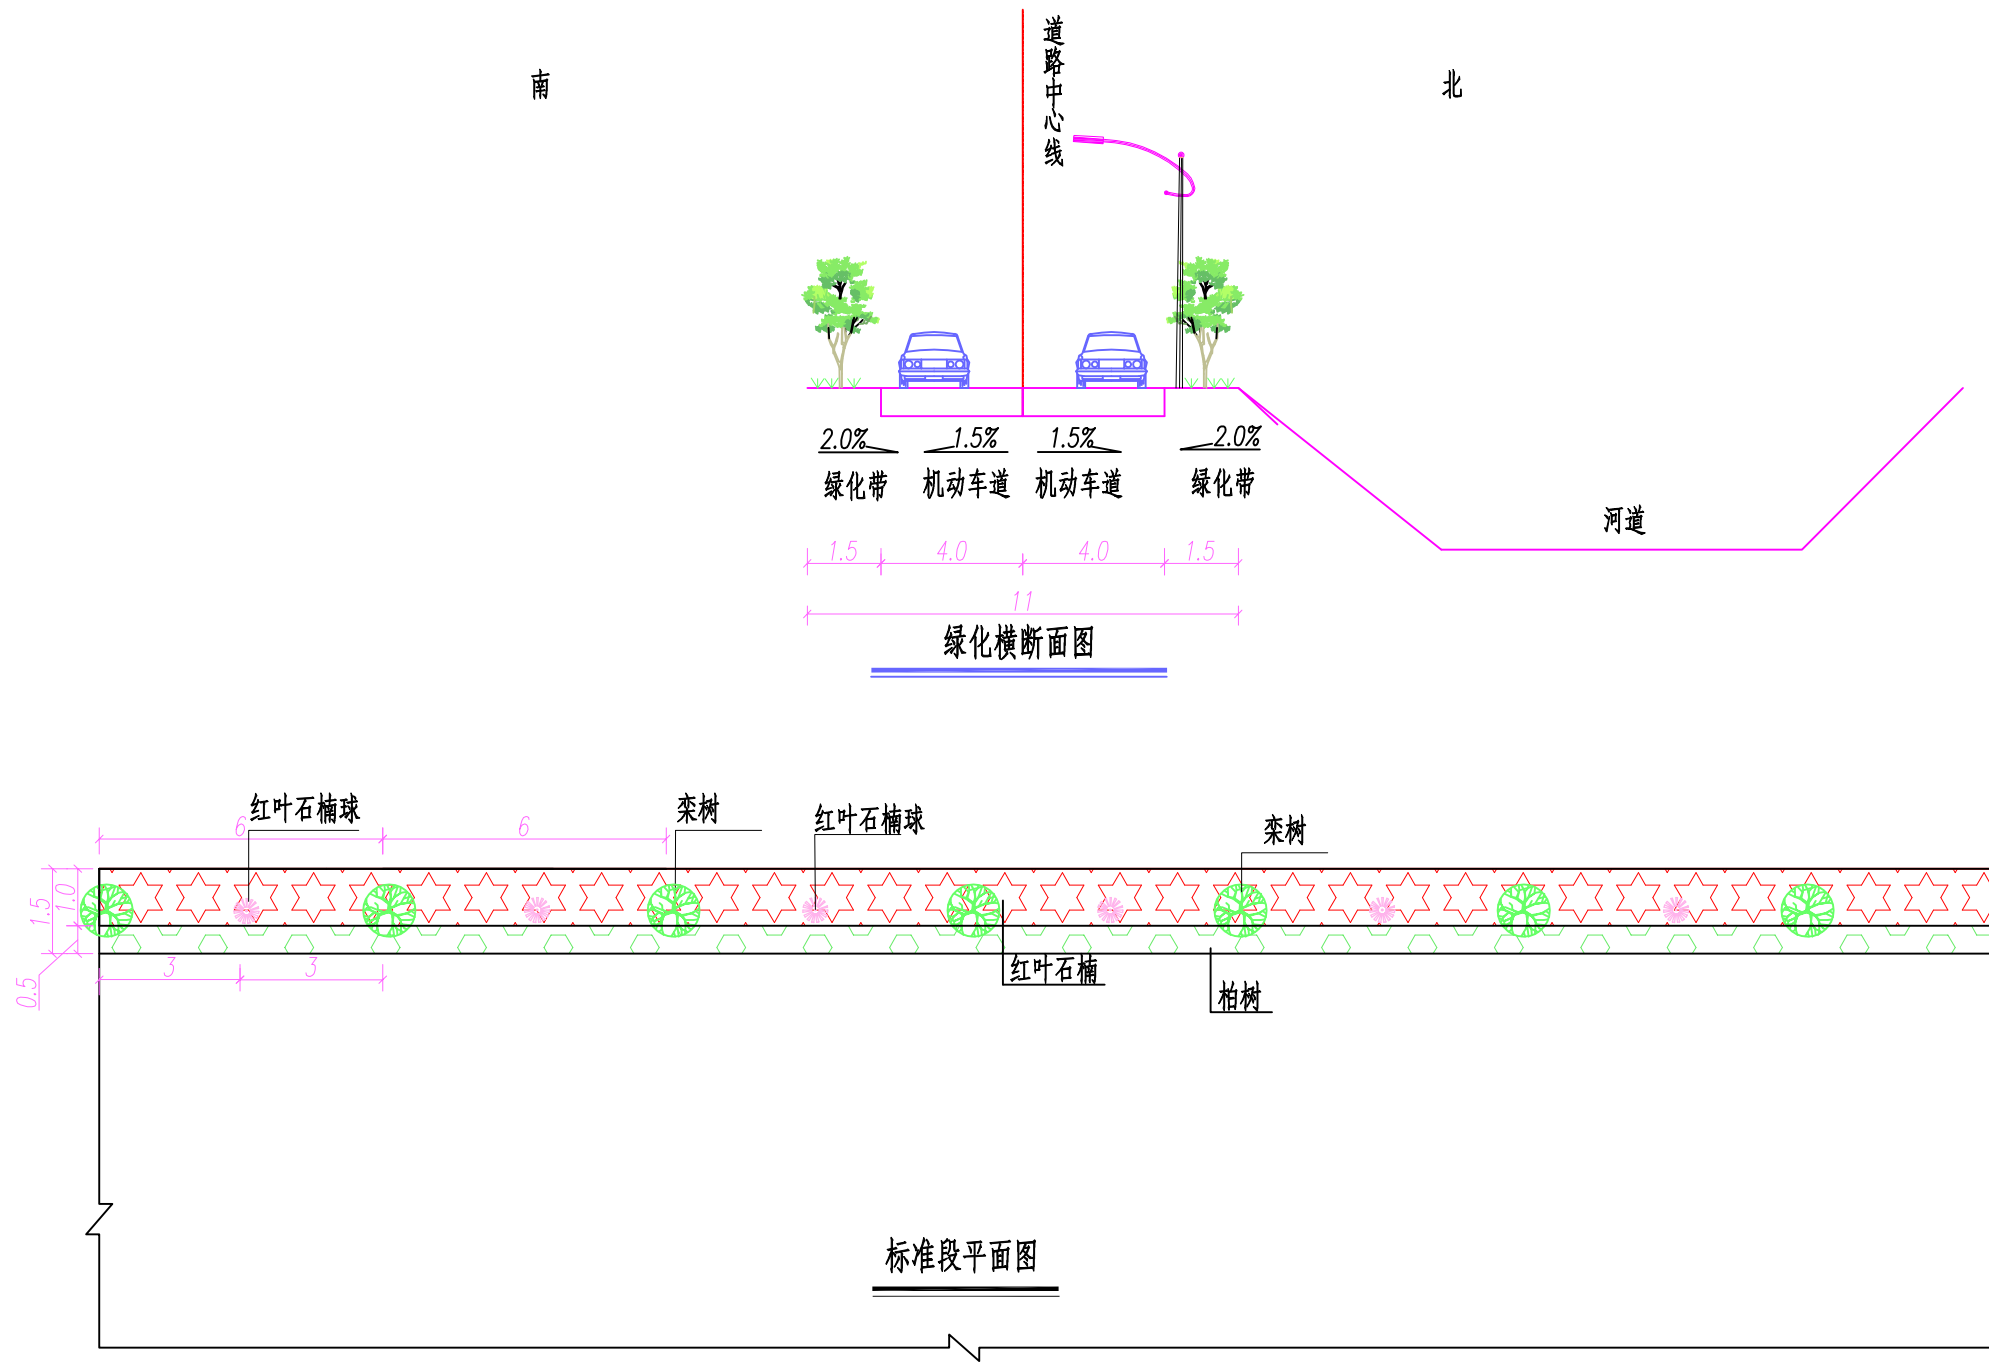 南
道路中心线
北
2.0%
1.5%
1.5%
2.0%
绿化带
机动车道
机动车道
绿化带
河道
1.5
4.0
4.0
1.5
11
绿化横断面图
红叶石楠球
栾树
红叶石楠球
栾树
6
6
1.5
1.0
0.5
3
3
红叶石楠
柏树
标准段平面图